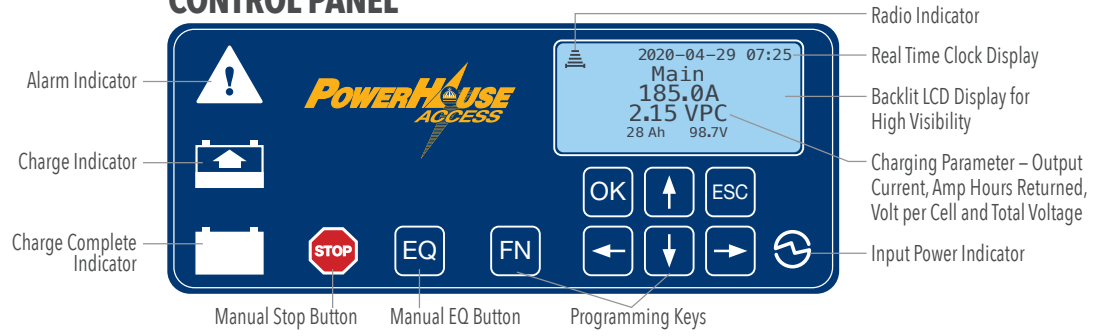 CONTROL PANEL
Radio Indicator
Alarm Indicator
2020-04-29 07:25
Real Time Clock Display
Main
185.0A
2.15 VPC
28 Ah 98.7V
POWERHOUSE
ACCESS
Backlit LCD Display for
High Visibility
Charge Indicator
Charging Parameter – Output
Current, Amp Hours Returned,
Volt per Cell and Total Voltage
OK
ESC
Charge Complete
Indicator
STOP
EQ
FN
Input Power Indicator
Manual Stop Button
Manual EQ Button
Programming Keys